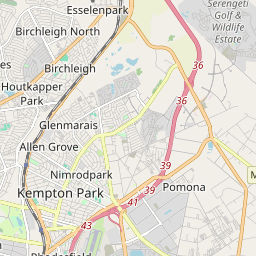 Esselenpark
Serengeti
Golf &
Wildlife
Estate
Birchleigh North
Birchleigh
36
Houtkapper
Park
36
Glenmarais
Allen Grove
39
Nimrodpark
39
Pomona
Kempton Park
41
43
M